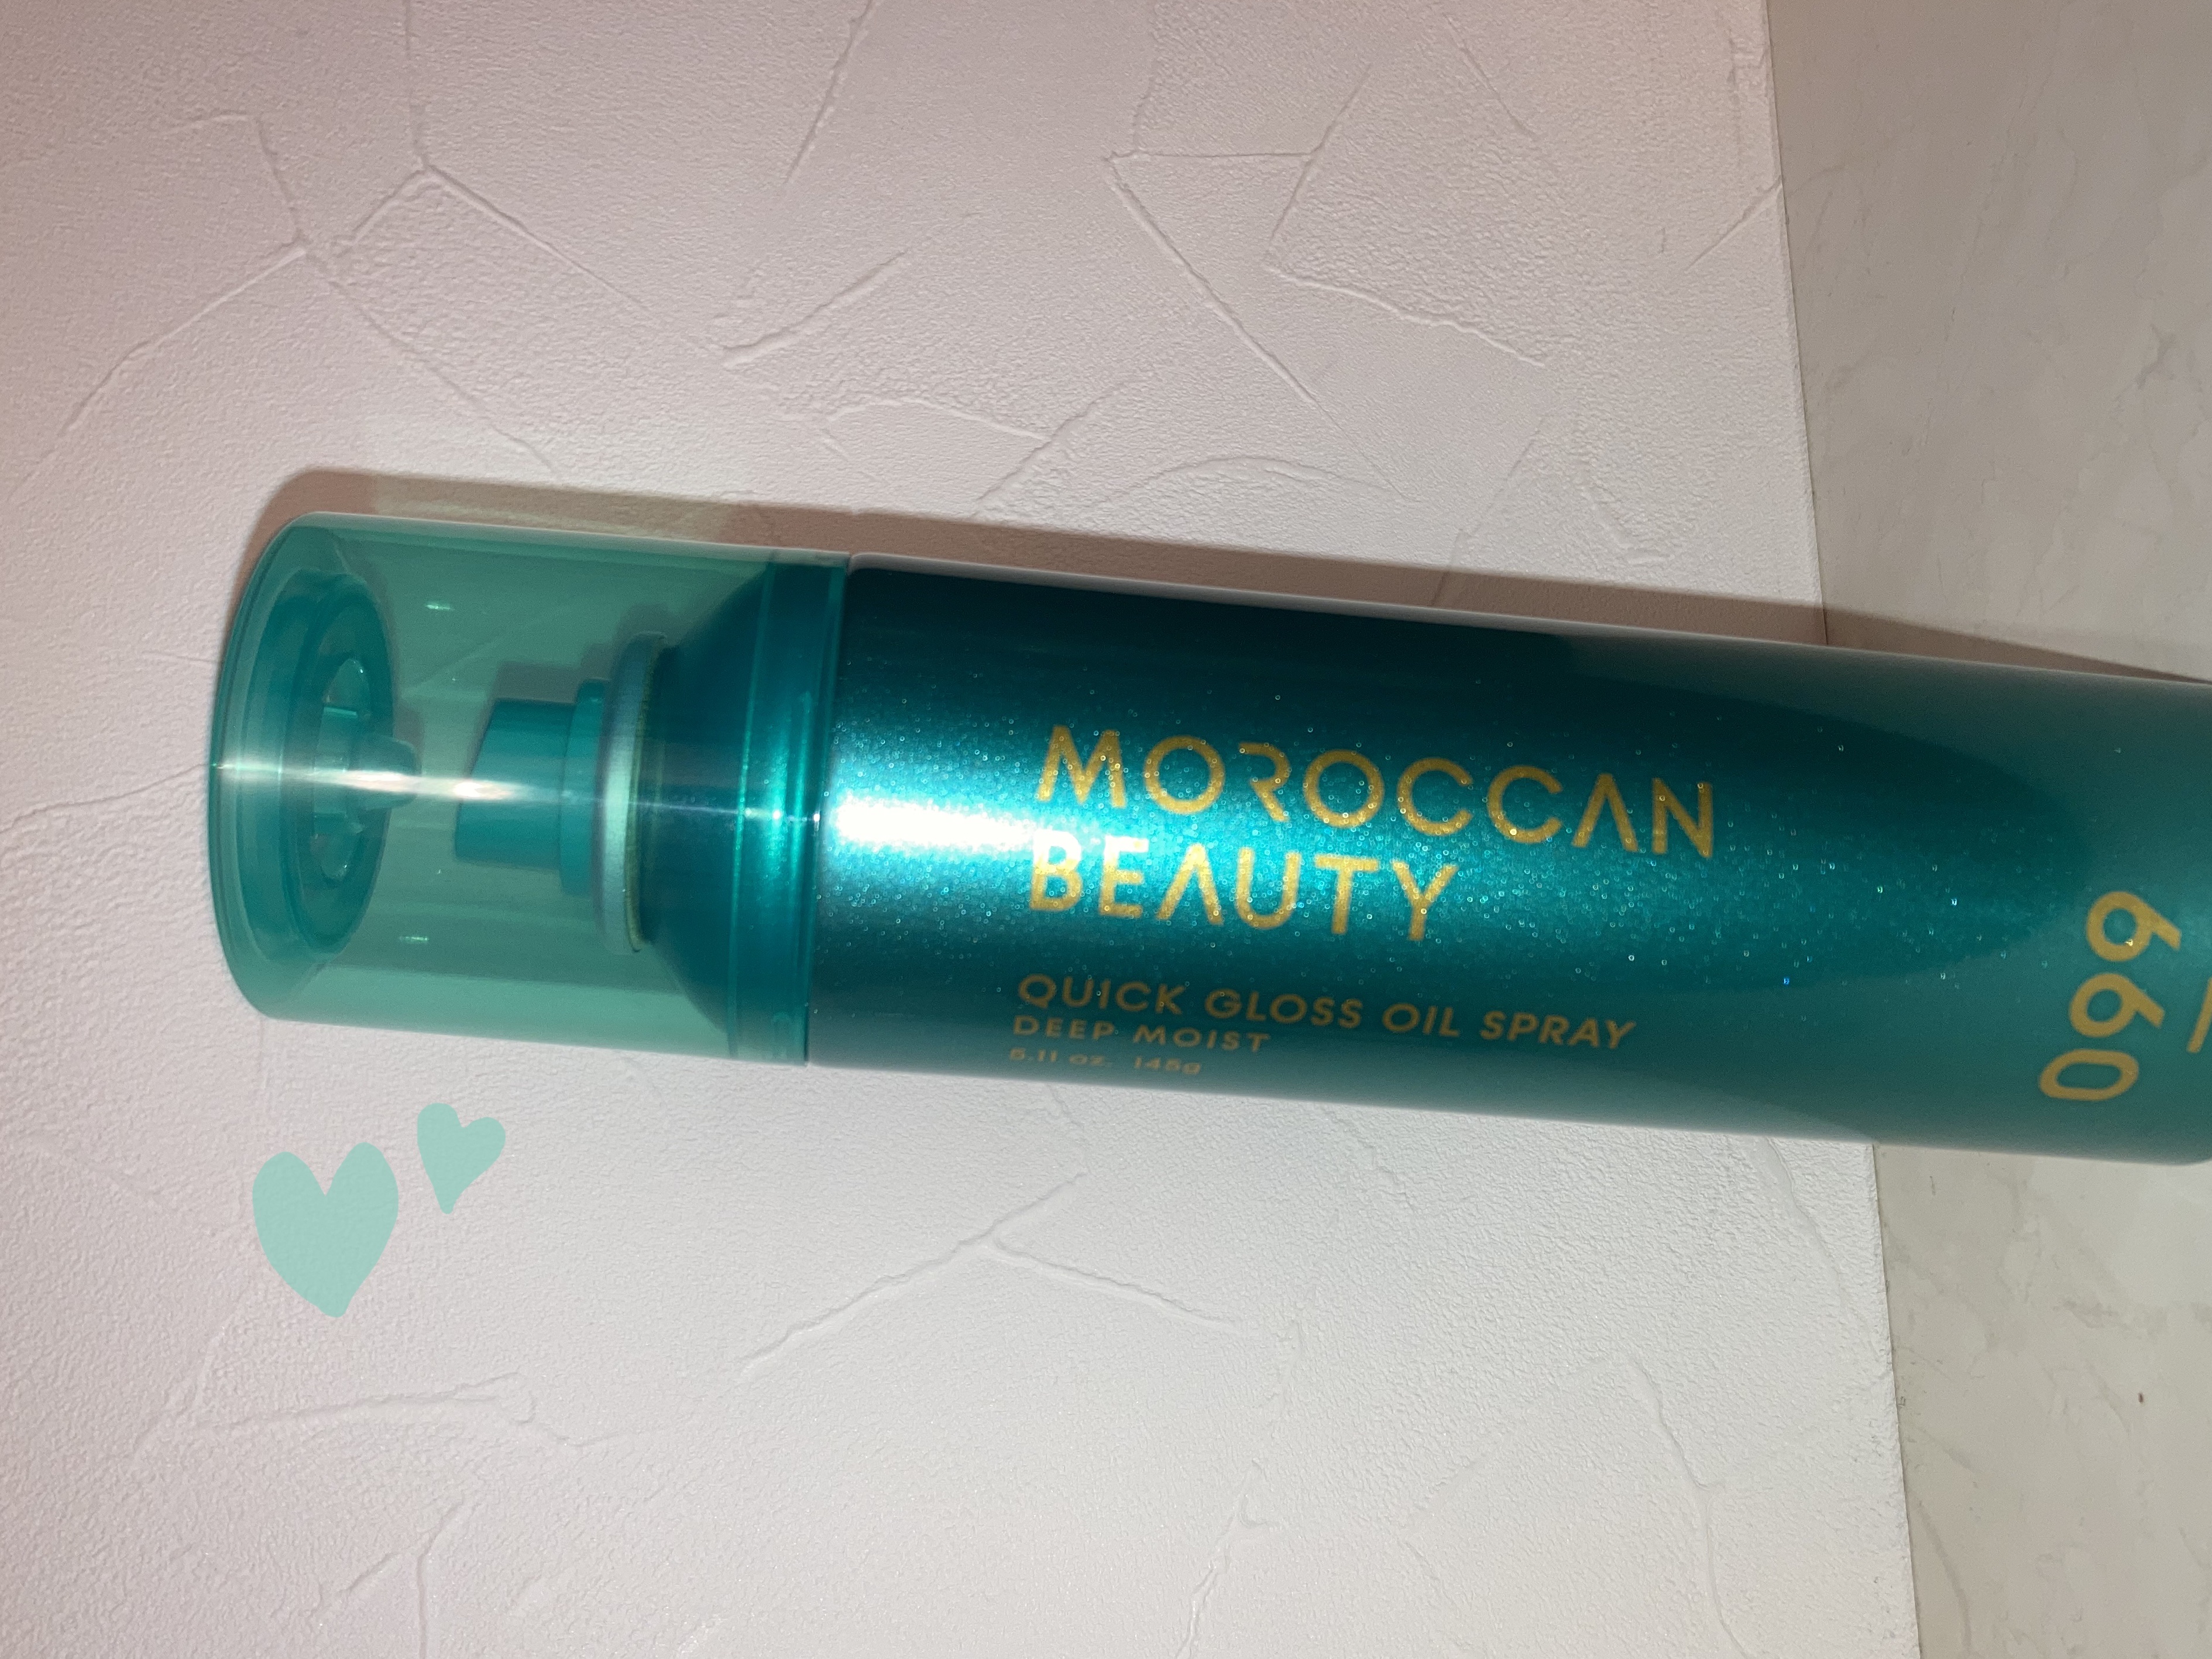 MOROCCAN
BEAUTY
QUICK GLOSS OIL SPRAY
DEEP MOIST
5.11 oz. 145g
099